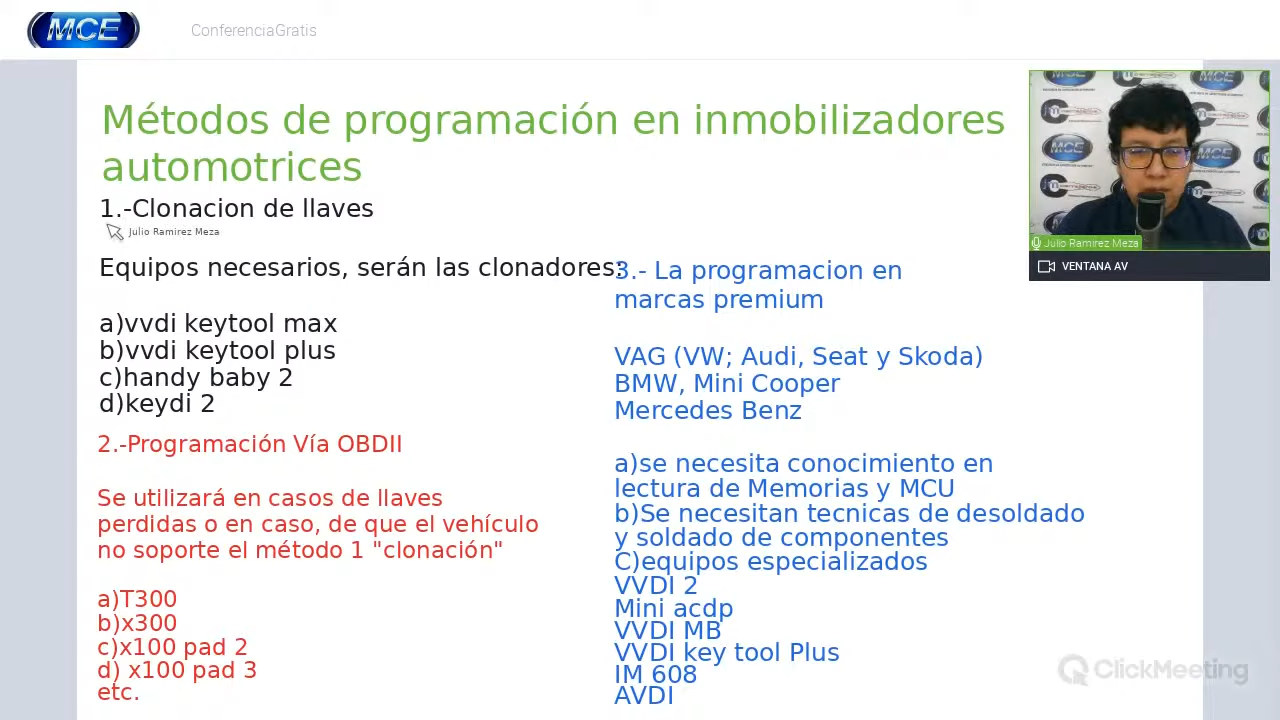 MCE
ConferenciaGratis
Métodos de programación en inmobilizadores
automotrices
1.-Clonacion de llaves
Julio Ramirez Meza
Equipos necesarios, serán las clonadores:
a)vvdi keytool max
b)vvdi keytool plus
c)handy baby 2
d)keydi 2
2.-Programación Vía OBDII
Se utilizará en casos de llaves
perdidas o en caso, de que el vehículo
no soporte el método 1 "clonación"
a)T300
b)x300
c)x100 pad 2
d) x100 pad 3
etc.
3.- La programacion en
marcas premium
VAG (VW; Audi, Seat y Skoda)
BMW, Mini Cooper
Mercedes Benz
a)se necesita conocimiento en
lectura de Memorias y MCU
b)Se necesitan tecnicas de desoldado
y soldado de componentes
C)equipos especializados
VVDI 2
Mini acdp
VVDI MB
VVDI key tool Plus
IM 608
AVDI
MCE
MCE
MCE
Julio Ramirez Meza
VENTANA AV
ClickMeeting